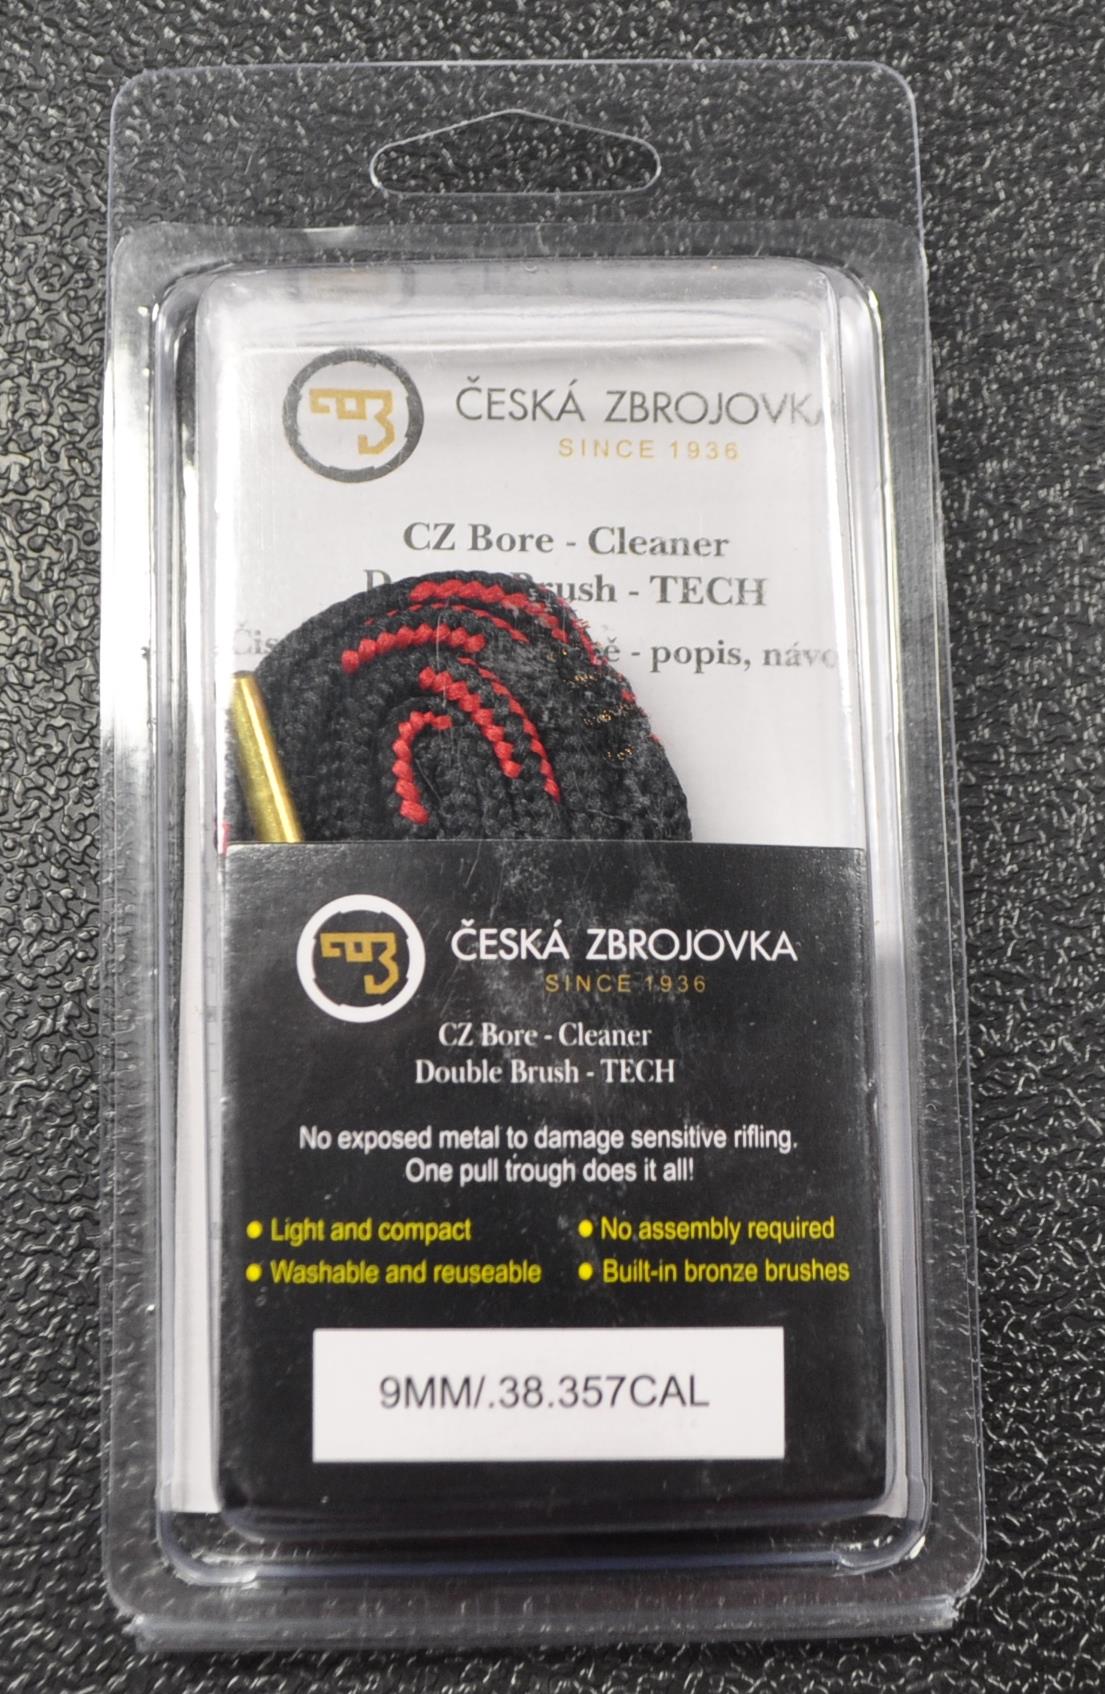 ČESKÁ ZBROJOVKA
SINCE 1936
CZ Bore - Cleaner
Brush - TECH
- popis,
ČESKÁ ZBROJOVKA
SINCE 1936
CZ Bore - Cleaner
Double Brush - TECH
No exposed metal to damage sensitive rifling.
One pull trough does it all!
Light and compact
No assembly required
Washable and reuseable
Built-in bronze brushes
9MM/.38.357CAL